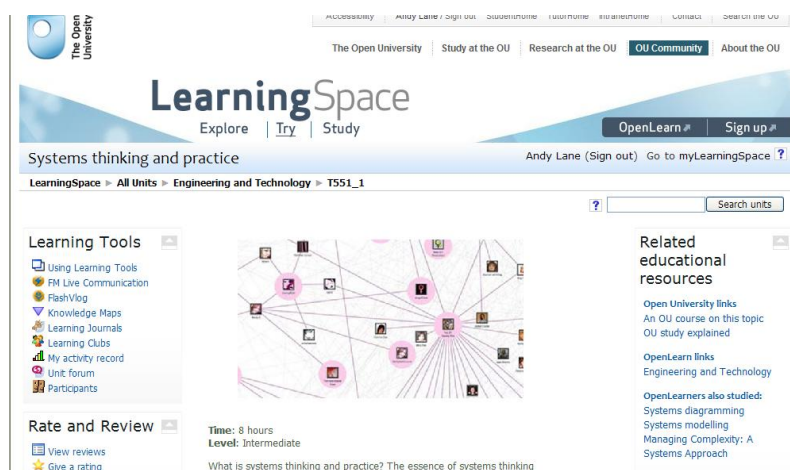 The Open
University
Accessibility Andy Lane / Sign out StudentHome TutorHome IntranetHome Contact Search the OU
The Open University Study at the OU Research at the OU OU Community About the OU
LearningSpace
Explore Try Study
OpenLearn Sign up
Systems thinking and practice
Andy Lane (Sign out) Go to myLearningSpace ?
LearningSpace ► All Units ► Engineering and Technology ► T551_1
? Search units
Learning Tools
Using Learning Tools
FM Live Communication
FlashVlog
Knowledge Maps
Learning Journals
Learning Clubs
My activity record
Unit forum
Participants
Rate and Review
View reviews
Give a rating
Time: 8 hours
Level: Intermediate
What is systems thinking and practice? The essence of systems thinking
Related
educational
resources
Open University links
An OU course on this topic
OU study explained
OpenLearn links
Engineering and Technology
OpenLearners also studied:
Systems diagramming
Systems modelling
Managing Complexity: A
Systems Approach